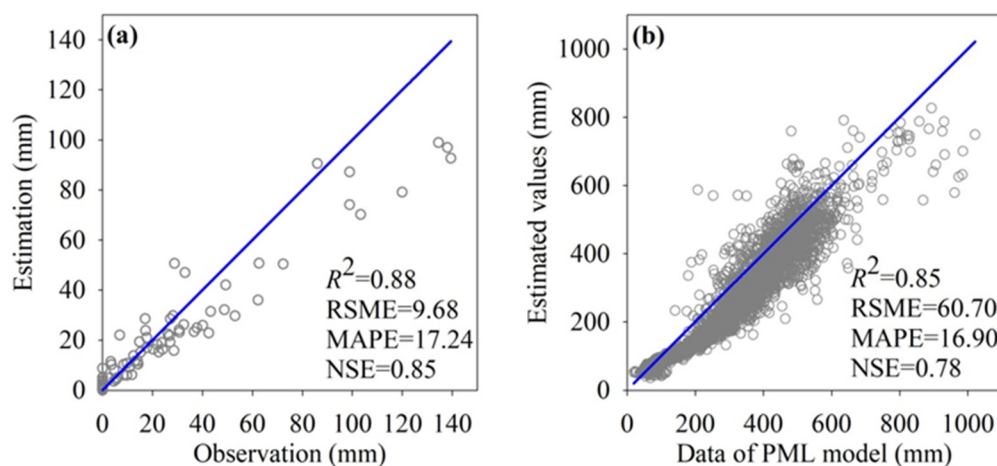 (a)
140
120
100
80
60
40
20
0
Estimation (mm)
R²=0.88
RSME=9.68
MAPE=17.24
NSE=0.85
0 20 40 60 80 100 120 140
Observation (mm)
(b)
1000
800
600
400
200
0
Estimated values (mm)
R²=0.85
RSME=60.70
MAPE=16.90
NSE=0.78
0 200 400 600 800 1000
Data of PML model (mm)